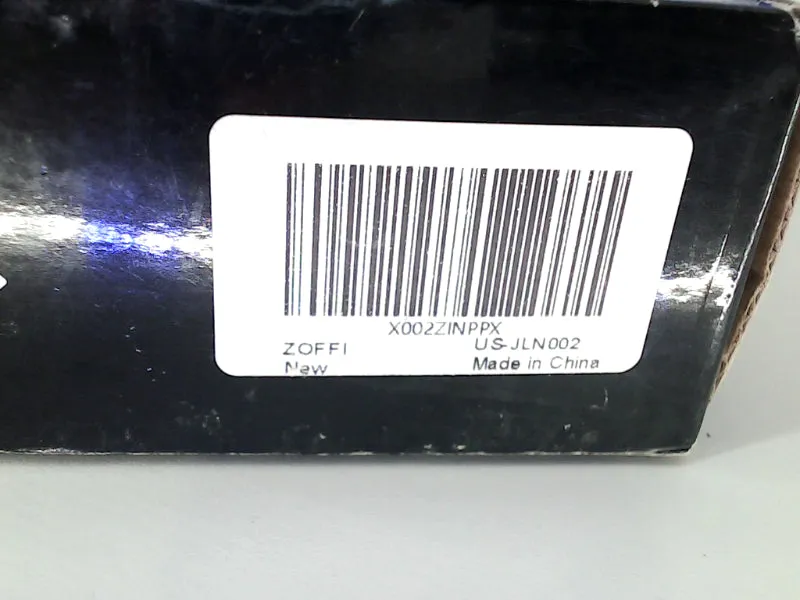 X002ZINPPX
ZOFFI US-JLN002
New Made in China